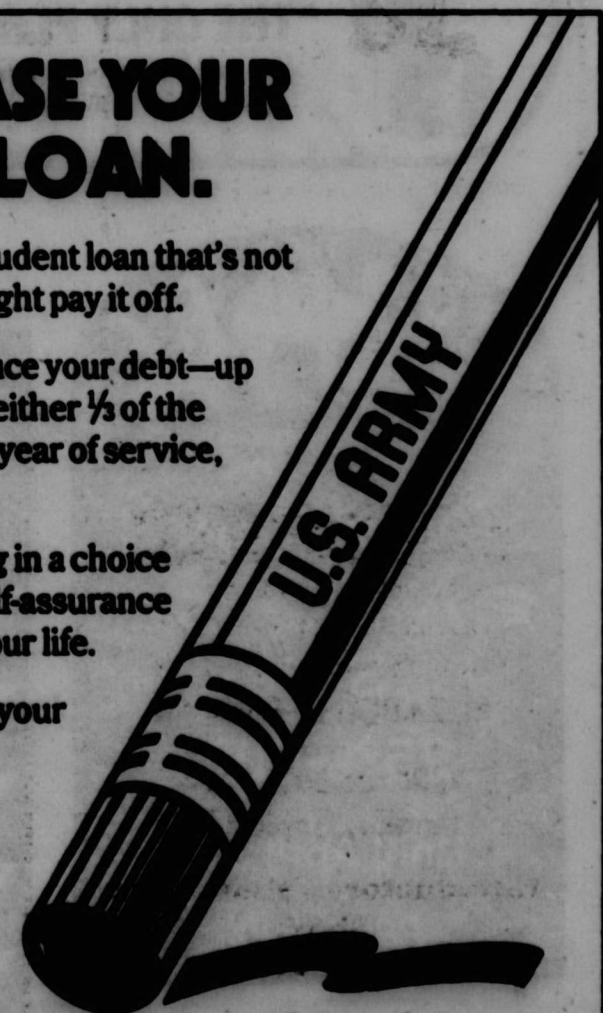 ASE YOUR
LOAN.
udent loan that's not
ght pay it off.
ce your debt—up
either ⅓ of the
year of service,
in a choice
f-assurance
ur life.
your
U.S. ARMY